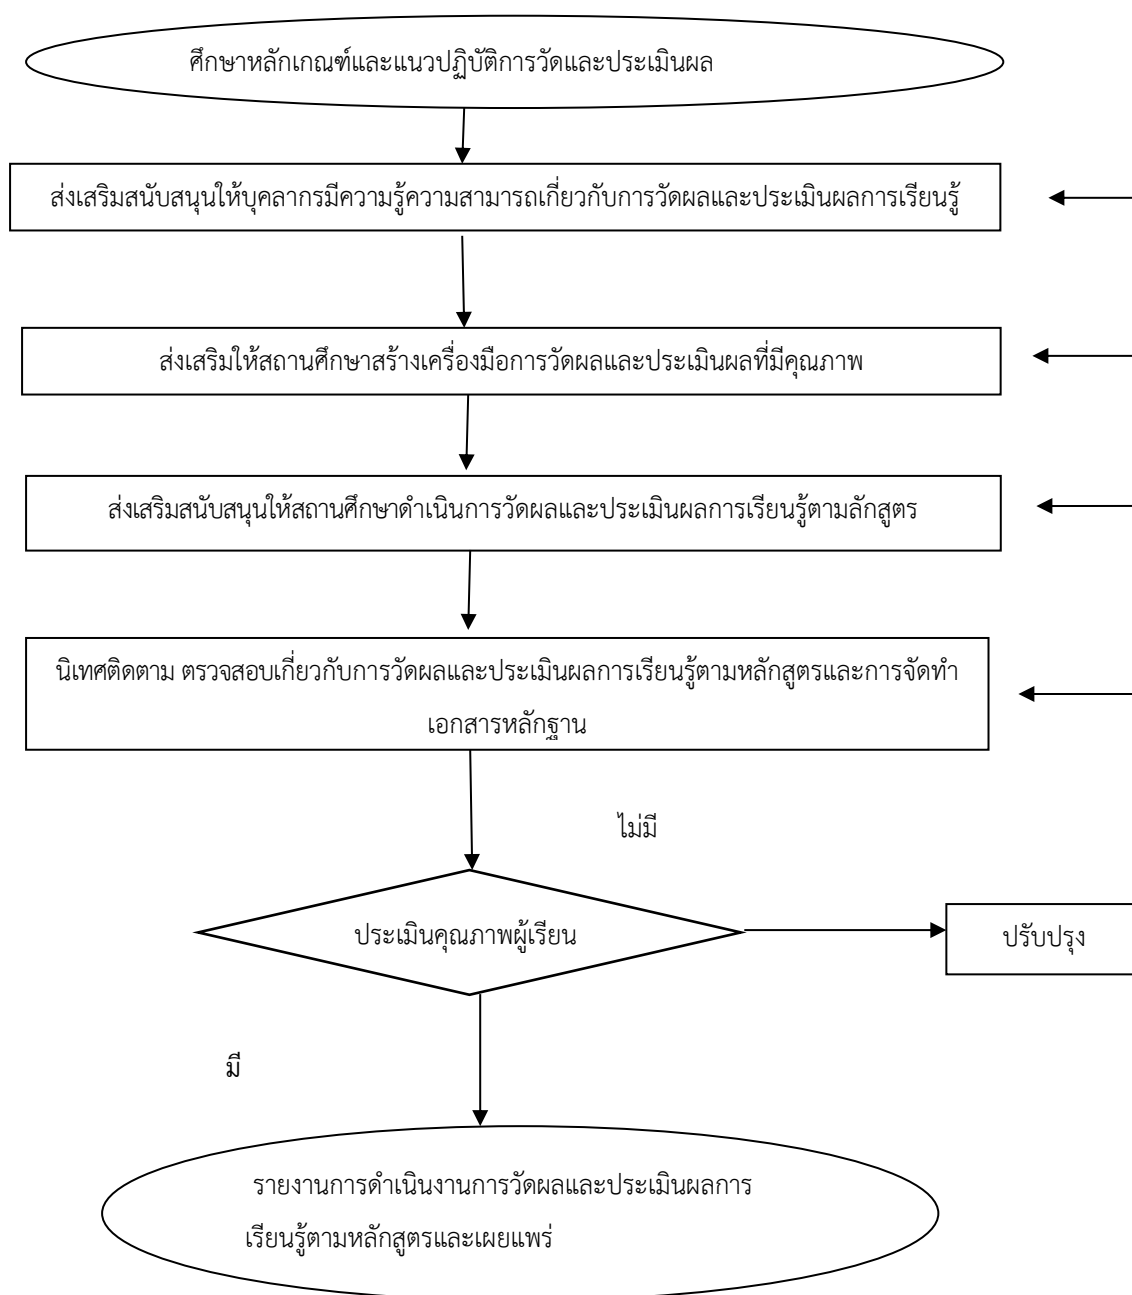 ศึกษาหลักเกณฑ์และแนวปฏิบัติการวัดและประเมินผล
ส่งเสริมสนับสนุนให้บุคลากรมีความรู้ความสามารถเกี่ยวกับการวัดผลและประเมินผลการเรียนรู้
ส่งเสริมให้สถานศึกษาสร้างเครื่องมือการวัดผลและประเมินผลที่มีคุณภาพ
ส่งเสริมสนับสนุนให้สถานศึกษาดำเนินการวัดผลและประเมินผลการเรียนรู้ตามลักสูตร
นิเทศติดตาม ตรวจสอบเกี่ยวกับการวัดผลและประเมินผลการเรียนรู้ตามหลักสูตรและการจัดทำ
เอกสารหลักฐาน
ไม่มี
ประเมินคุณภาพผู้เรียน
ปรับปรุง
มี
รายงานการดำเนินงานการวัดผลและประเมินผลการ
เรียนรู้ตามหลักสูตรและเผยแพร่